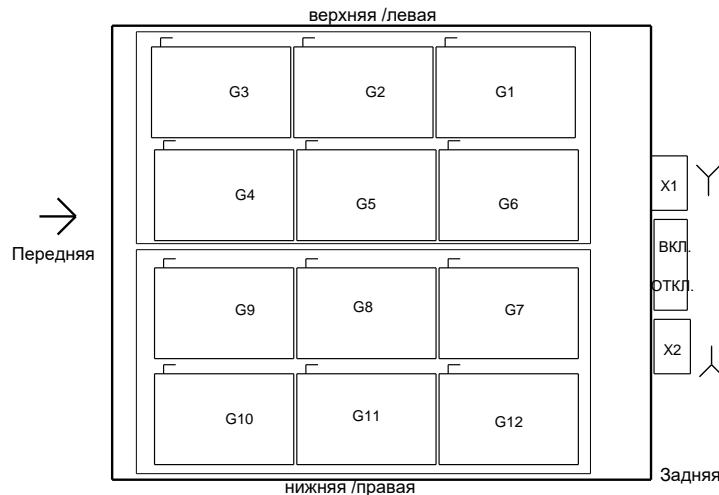 верхняя /левая
G3
G2
G1
G4
G5
G6
X1
ВКЛ.
Передняя
ОТКЛ.
G9
G8
G7
X2
G10
G11
G12
Задняя
нижняя /правая